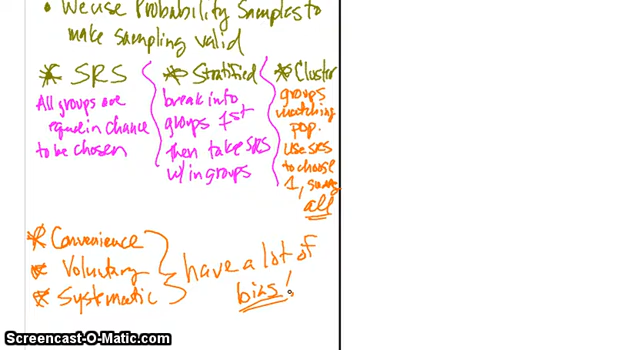 • We use Probability Samples to
make sampling valid
* SRS
All groups are
equal in chance
to be chosen
* Stratified
break into
groups 1st
then take SRS
w/in groups
* Cluster
groups
matching
pop.
Use SRS
to choose
1, survey
all
* Convenience
* Voluntary
* Systematic
have a lot of
bias!
Screencast-O-Matic.com